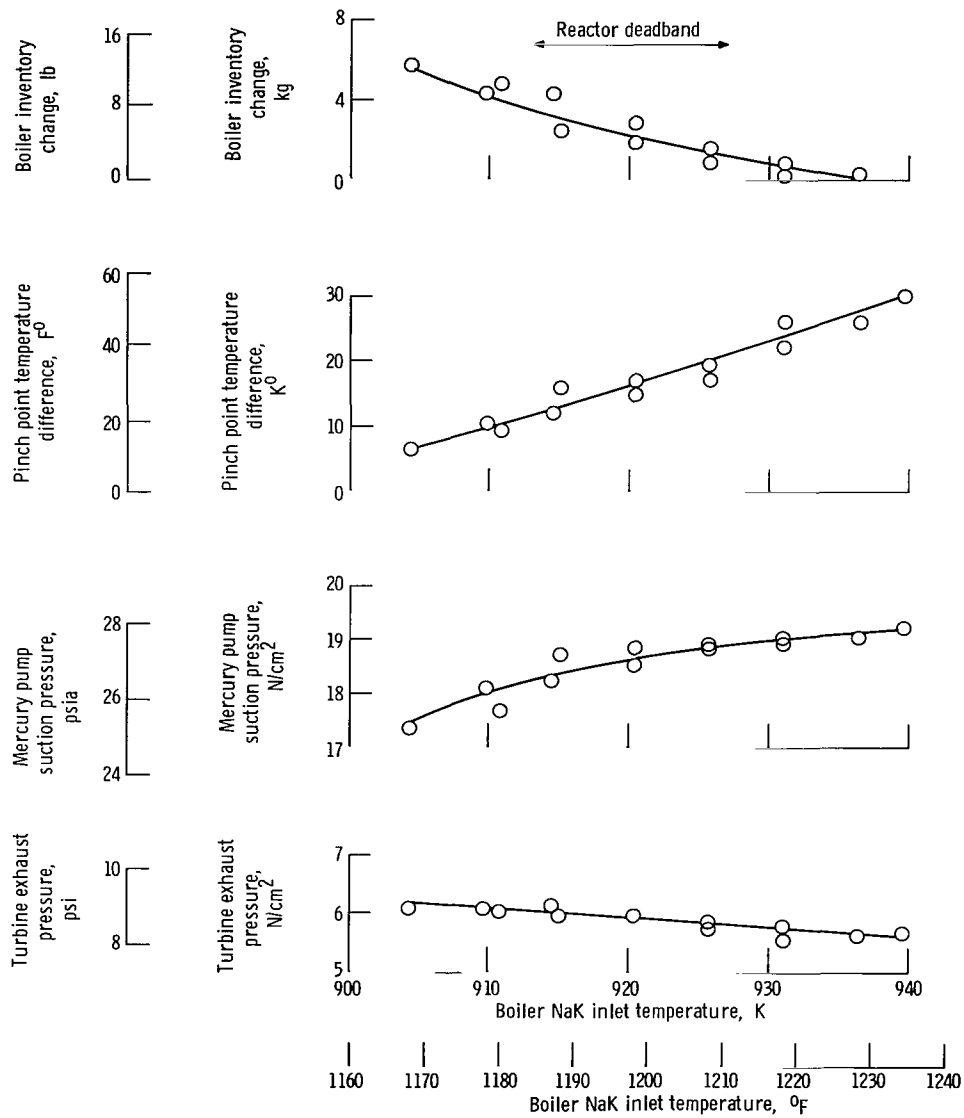 Reactor deadband
Boiler inventory
change, lb
16
8
0
Boiler inventory
change,
kg
8
4
0
Pinch point temperature
difference, F⁰
60
40
20
0
Pinch point temperature
difference,
K⁰
30
20
10
0
Mercury pump
suction pressure,
psia
28
26
24
Mercury pump
suction pressure,
N/cm²
20
19
18
17
Turbine exhaust
pressure,
psi
10
8
Turbine exhaust
pressure,
N/cm²
7
6
5
900 910 920 930 940
Boiler NaK inlet temperature, K
1160 1170 1180 1190 1200 1210 1220 1230 1240
Boiler NaK inlet temperature, ⁰F